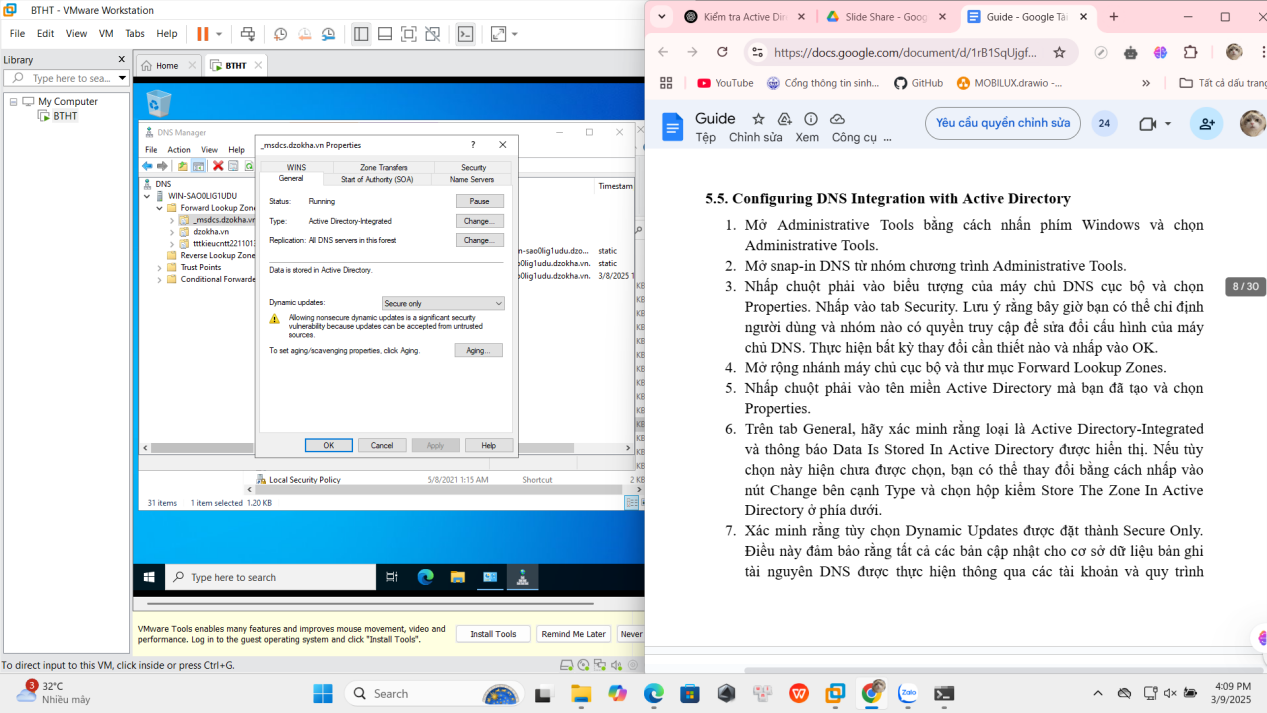 BTHT - VMware Workstation
File Edit View VM Tabs Help
Library
Type here to sea...
My Computer
BTHT
Home
BTHT
DNS Manager
File Action View Help
DNS
WIN-SAO0LIG1UDU
Forward Lookup Zone
_msdcs.dzokha.vn
dzokha.vn
tttkieucntt2211013
Reverse Lookup Zone
Trust Points
Conditional Forwarde
Timestam
n-sao0lig1udu.dzo... static
o0lig1udu.dzokha.vn. static
o0lig1udu.dzokha.vn. 3/8/2025 1
_msdcs.dzokha.vn Properties
WINS Zone Transfers Security
General Start of Authority (SOA) Name Servers
Status: Running Pause
Type: Active Directory-Integrated Change...
Replication: All DNS servers in this forest Change...
Data is stored in Active Directory.
Dynamic updates: Secure only
Allowing nonsecure dynamic updates is a significant security
vulnerability because updates can be accepted from untrusted
sources.
To set aging/scavenging properties, click Aging. Aging...
OK Cancel Apply Help
Local Security Policy 5/8/2021 1:15 AM Shortcut 2 KB
31 items 1 item selected 1.20 KB
Type here to search
VMware Tools enables many features and improves mouse movement, video and
performance. Log in to the guest operating system and click "Install Tools".
Install Tools Remind Me Later Never
To direct input to this VM, click inside or press Ctrl+G.
Kiểm tra Active Di
Slide Share - Goog
Guide - Google Tài
https://docs.google.com/document/d/1rB1SqUjgf...
YouTube Cổng thông tin sinh... GitHub MOBILUX.drawio -... Tất cả dấu trang
Guide
Tệp Chỉnh sửa Xem Công cụ ...
Yêu cầu quyền chỉnh sửa
24
5.5. Configuring DNS Integration with Active Directory
1. Mở Administrative Tools bằng cách nhấn phím Windows và chọn
Administrative Tools.
2. Mở snap-in DNS từ nhóm chương trình Administrative Tools.
3. Nhấp chuột phải vào biểu tượng của máy chủ DNS cục bộ và chọn
Properties. Nhấp vào tab Security. Lưu ý rằng bây giờ bạn có thể chỉ định
người dùng và nhóm nào có quyền truy cập để sửa đổi cấu hình của máy
chủ DNS. Thực hiện bất kỳ thay đổi cần thiết nào và nhấp vào OK.
4. Mở rộng nhánh máy chủ cục bộ và thư mục Forward Lookup Zones.
5. Nhấp chuột phải vào tên miền Active Directory mà bạn đã tạo và chọn
Properties.
6. Trên tab General, hãy xác minh rằng loại là Active Directory-Integrated
và thông báo Data Is Stored In Active Directory được hiển thị. Nếu tùy
chọn này hiện chưa được chọn, bạn có thể thay đổi bằng cách nhấp vào
nút Change bên cạnh Type và chọn hộp kiểm Store The Zone In Active
Directory ở phía dưới.
7. Xác minh rằng tùy chọn Dynamic Updates được đặt thành Secure Only.
Điều này đảm bảo rằng tất cả các bản cập nhật cho cơ sở dữ liệu bản ghi
tài nguyên DNS được thực hiện thông qua các tài khoản và quy trình
8 / 30
3
32°C
Nhiều mây
Search
Zalo
4:09 PM
3/9/2025